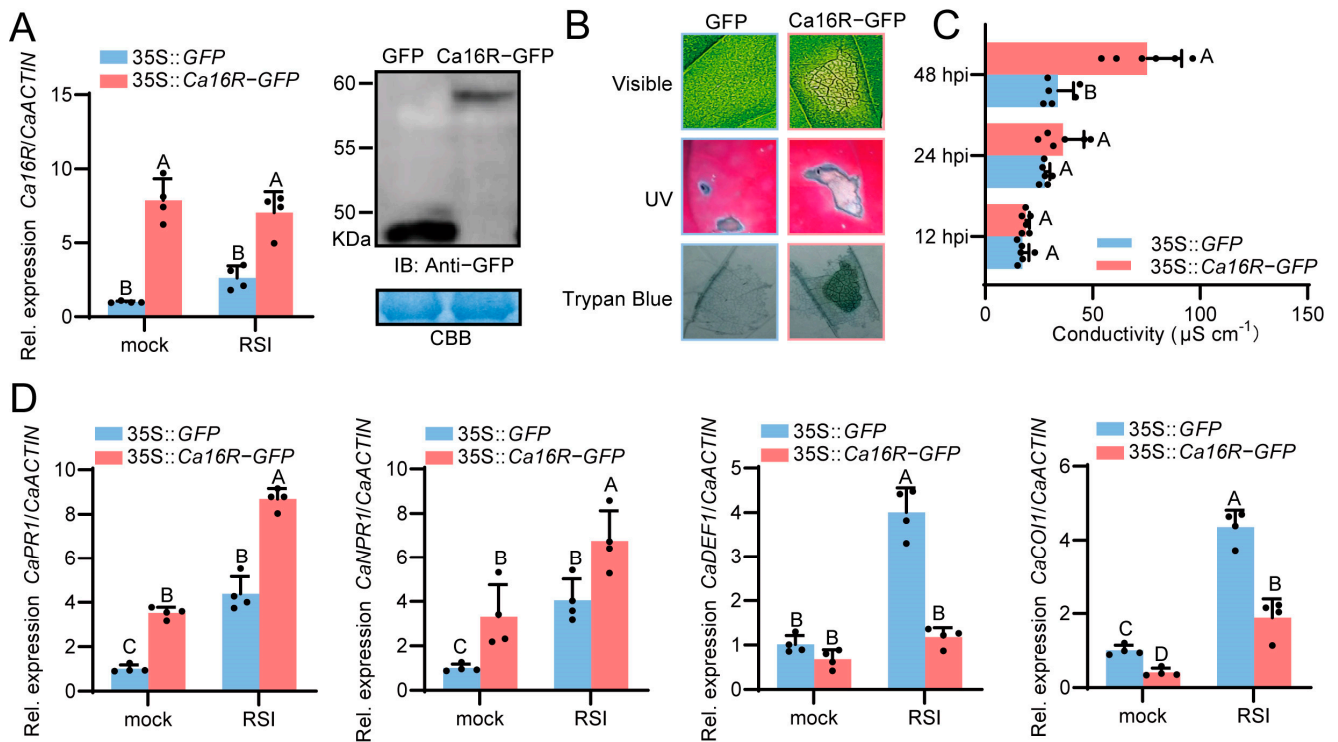 A
35S::GFP
35S::Ca16R−GFP
Rel. expression Ca16R/CaACTIN
15
10
5
0
B
A
B
A
mock
RSI
GFP Ca16R−GFP
60
55
50
KDa
IB: Anti−GFP
CBB
B
GFP
Ca16R−GFP
Visible
UV
Trypan Blue
C
48 hpi
24 hpi
12 hpi
A
B
A
A
A
A
35S::GFP
35S::Ca16R−GFP
0
50
100
150
Conductivity (μS cm⁻¹)
D
35S::GFP
35S::Ca16R−GFP
Rel. expression CaPR1/CaACTIN
10
8
6
4
2
0
C
B
B
A
mock
RSI
35S::GFP
35S::Ca16R−GFP
Rel. expression CaNPR1/CaACTIN
10
8
6
4
2
0
C
B
B
A
mock
RSI
35S::GFP
35S::Ca16R−GFP
Rel. expression CaDEF1/CaACTIN
5
4
3
2
1
0
B
B
A
B
mock
RSI
35S::GFP
35S::Ca16R−GFP
Rel. expression CaCOI1/CaACTIN
6
4
2
0
C
D
A
B
mock
RSI